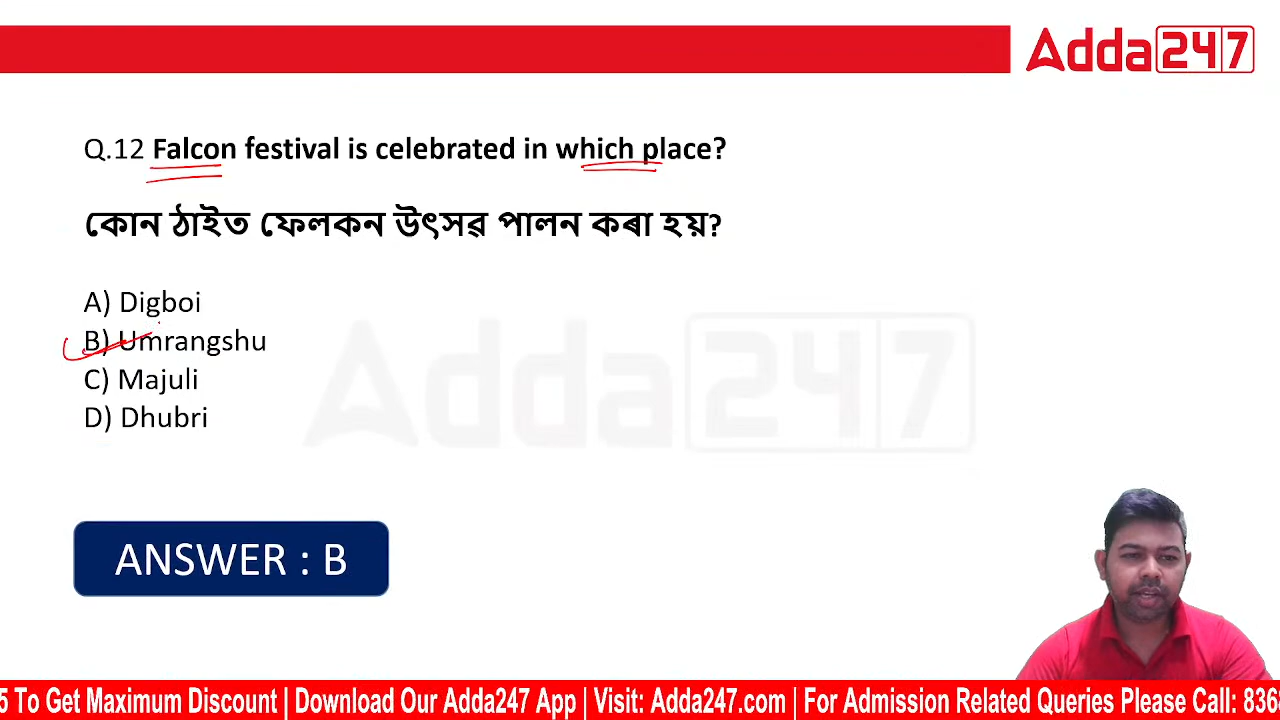 Adda247
Q.12 Falcon festival is celebrated in which place?
কোন ঠাইত ফেলকন উৎসৱ পালন কৰা হয়?
A) Digboi
B) Umrangshu
C) Majuli
D) Dhubri
Adda247
ANSWER : B
5 To Get Maximum Discount | Download Our Adda247 App | Visit: Adda247.com | For Admission Related Queries Please Call: 836